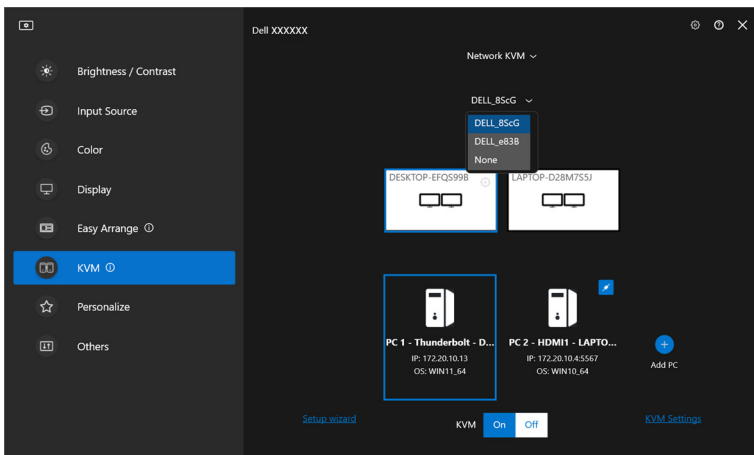 Dell XXXXXX
Network KVM
Brightness / Contrast
Input Source
Color
Display
Easy Arrange
KVM
Personalize
Others
DELL_8ScG
DELL_8ScG
DELL_e83B
None
DESKTOP-EFQS99B
LAPTOP-D28M7S5J
PC 1 - Thunderbolt - D...
IP: 172.20.10.13
OS: WIN11_64
PC 2 - HDMI1 - LAPTO...
IP: 172.20.10.4:5567
OS: WIN10_64
Add PC
Setup wizard
KVM On Off
KVM Settings